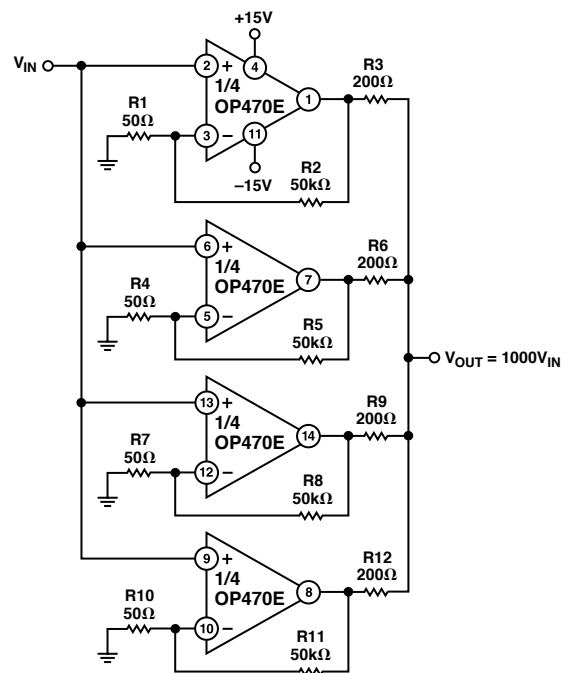 +15V
V_IN
2
+
4
1/4
OP470E
1
R3
200Ω
R1
50Ω
3
–
11
–15V
R2
50kΩ
6
+
1/4
OP470E
7
R6
200Ω
R4
50Ω
5
–
R5
50kΩ
V_OUT = 1000V_IN
13
+
1/4
OP470E
14
R9
200Ω
R7
50Ω
12
–
R8
50kΩ
9
+
1/4
OP470E
8
R12
200Ω
R10
50Ω
10
–
R11
50kΩ